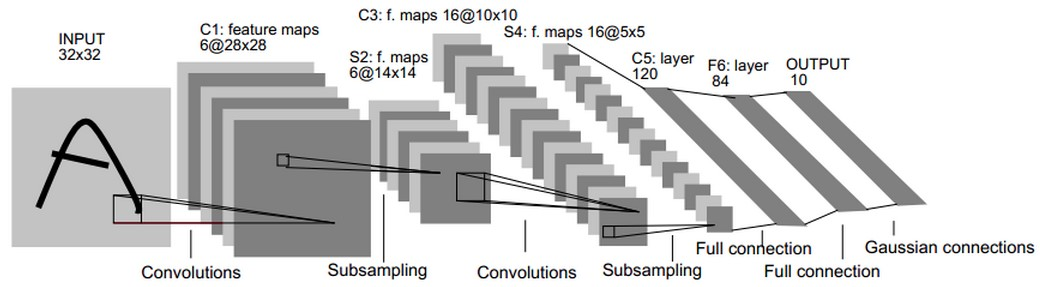 INPUT
32x32
C1: feature maps
6@28x28
S2: f. maps
6@14x14
C3: f. maps 16@10x10
S4: f. maps 16@5x5
C5: layer
120
F6: layer
84
OUTPUT
10
Convolutions
Subsampling
Convolutions
Subsampling
Full connection
Full connection
Gaussian connections